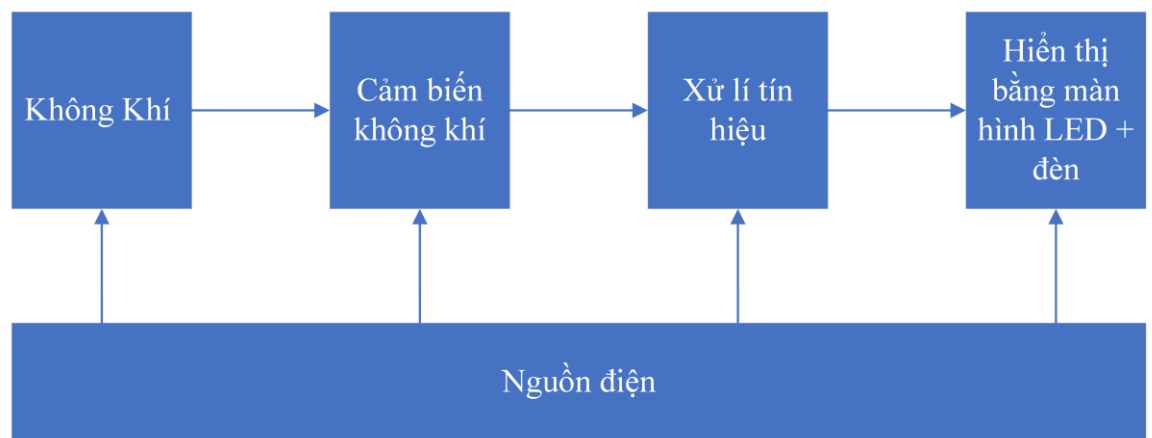 Không Khí
Cảm biến
không khí
Xử lí tín
hiệu
Hiển thị
bằng màn
hình LED +
đèn
Nguồn điện